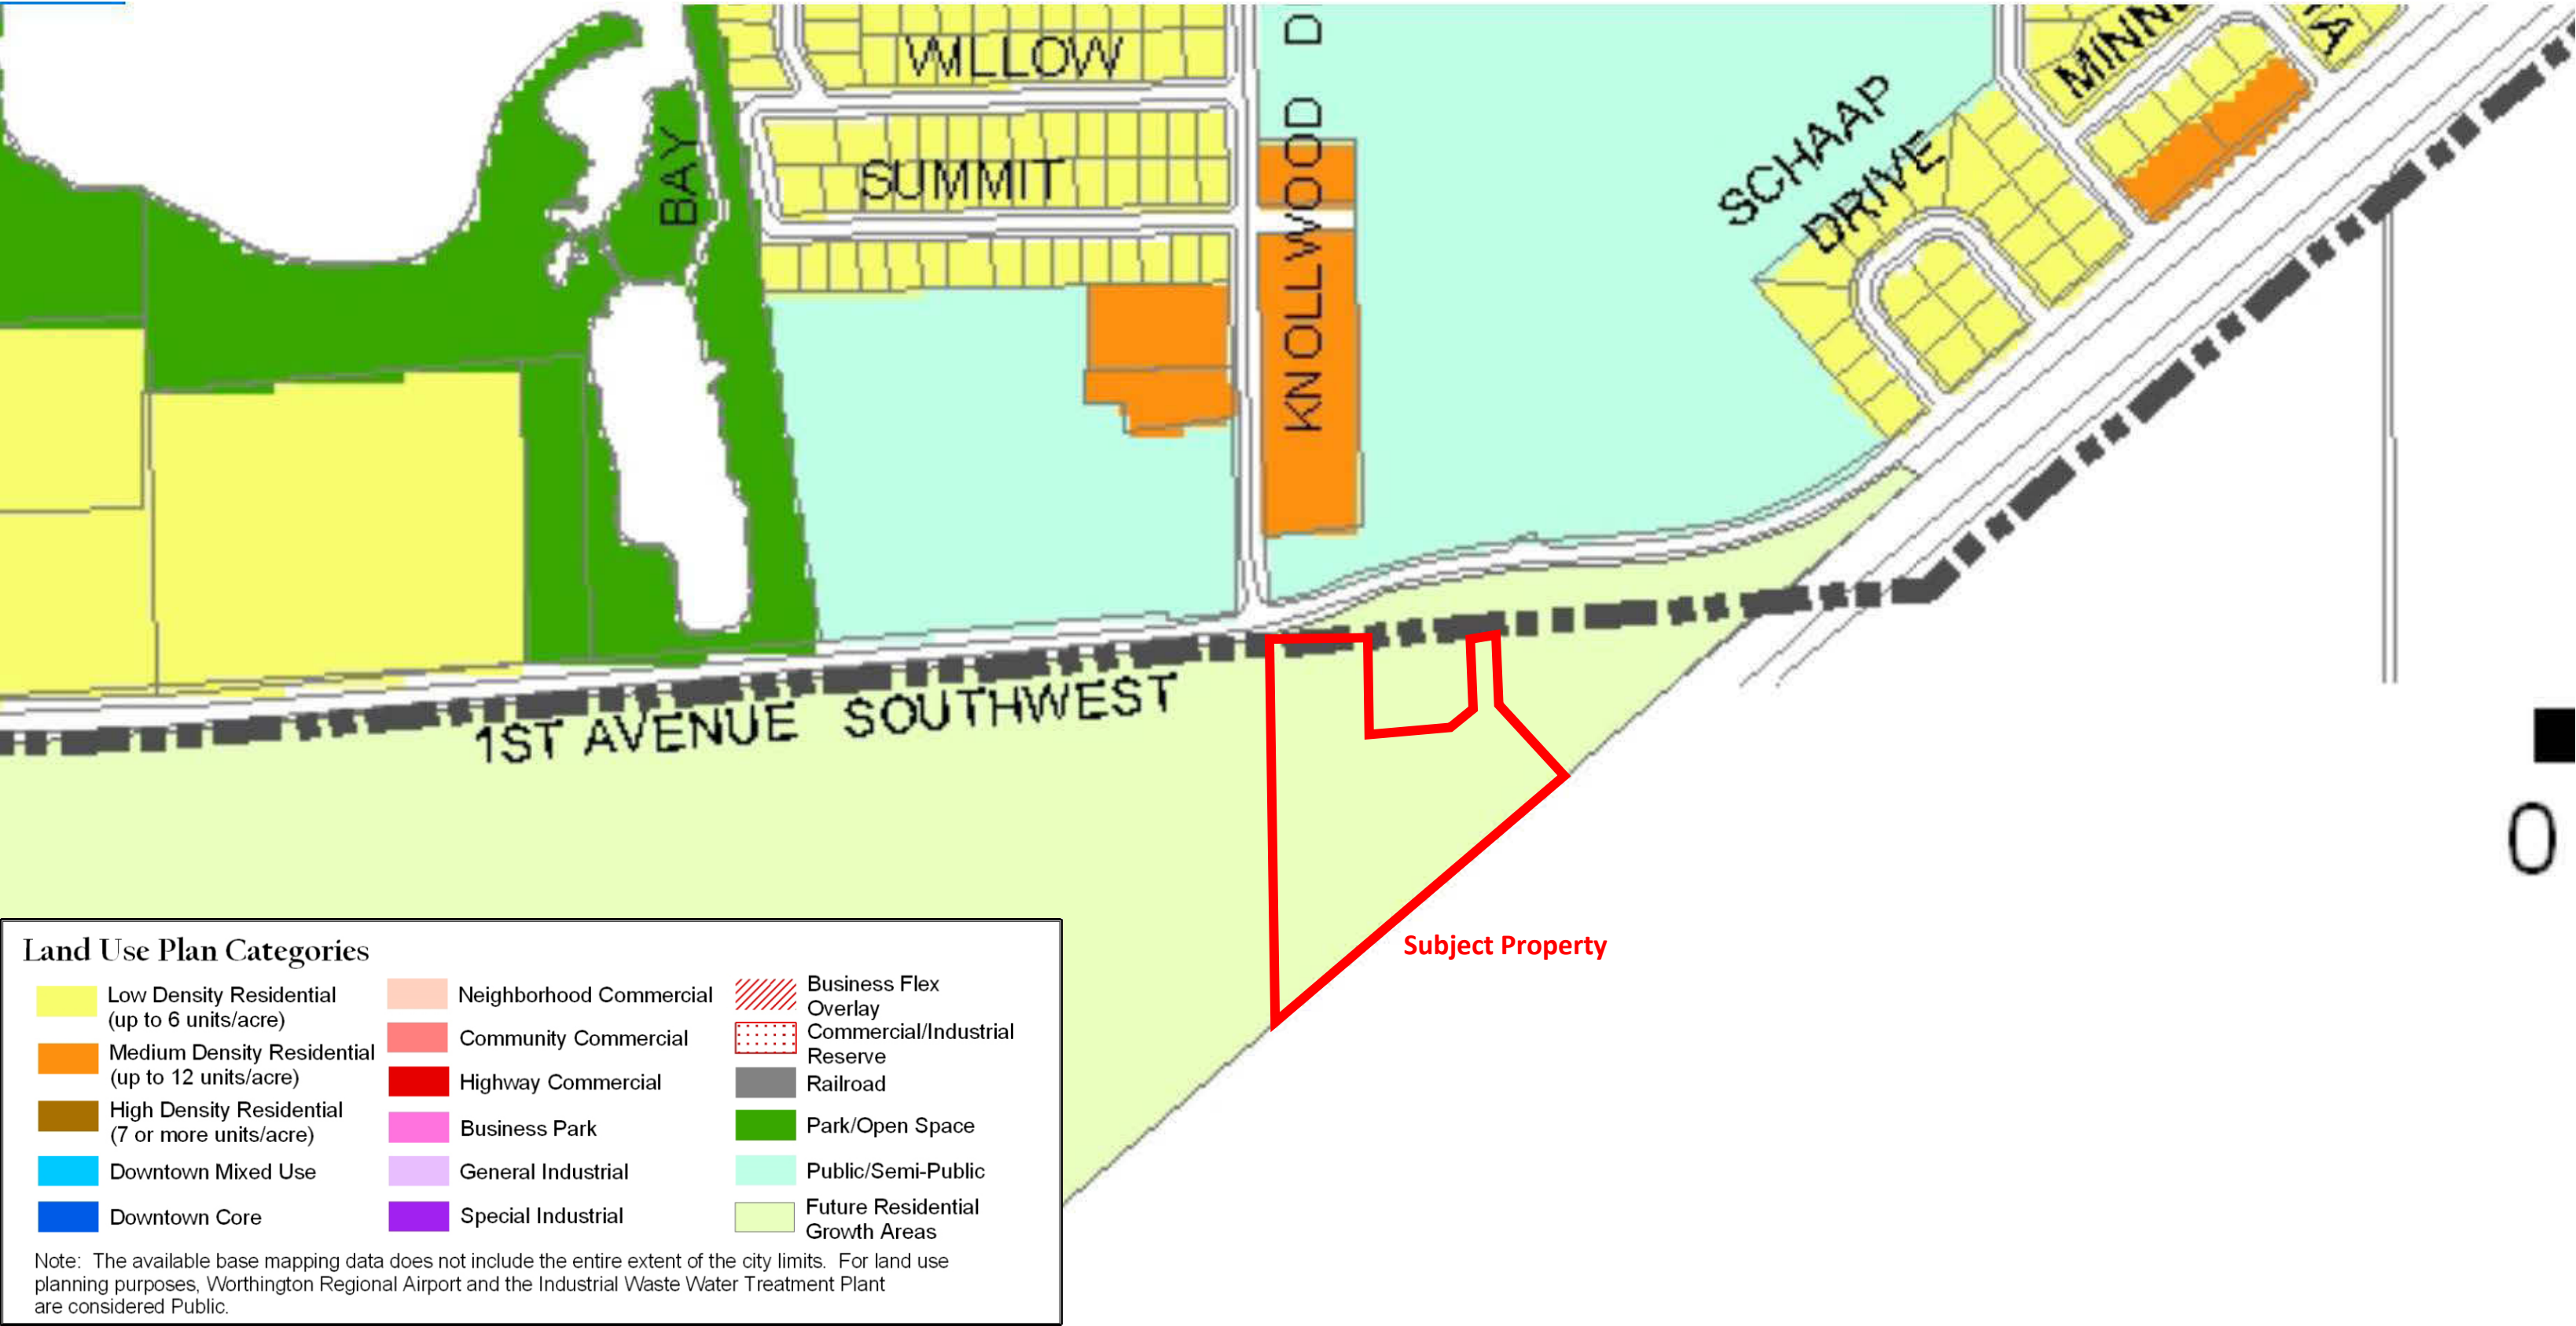 WILLOW
SUMMIT
BAY
KNOLLWOOD D
SCHAAP
DRIVE
MINN
TA
1ST AVENUE SOUTHWEST
0
Subject Property
Land Use Plan Categories
Low Density Residential
(up to 6 units/acre)
Medium Density Residential
(up to 12 units/acre)
High Density Residential
(7 or more units/acre)
Downtown Mixed Use
Downtown Core
Neighborhood Commercial
Community Commercial
Highway Commercial
Business Park
General Industrial
Special Industrial
Business Flex
Overlay
Commercial/Industrial
Reserve
Railroad
Park/Open Space
Public/Semi-Public
Future Residential
Growth Areas
Note: The available base mapping data does not include the entire extent of the city limits. For land use
planning purposes, Worthington Regional Airport and the Industrial Waste Water Treatment Plant
are considered Public.